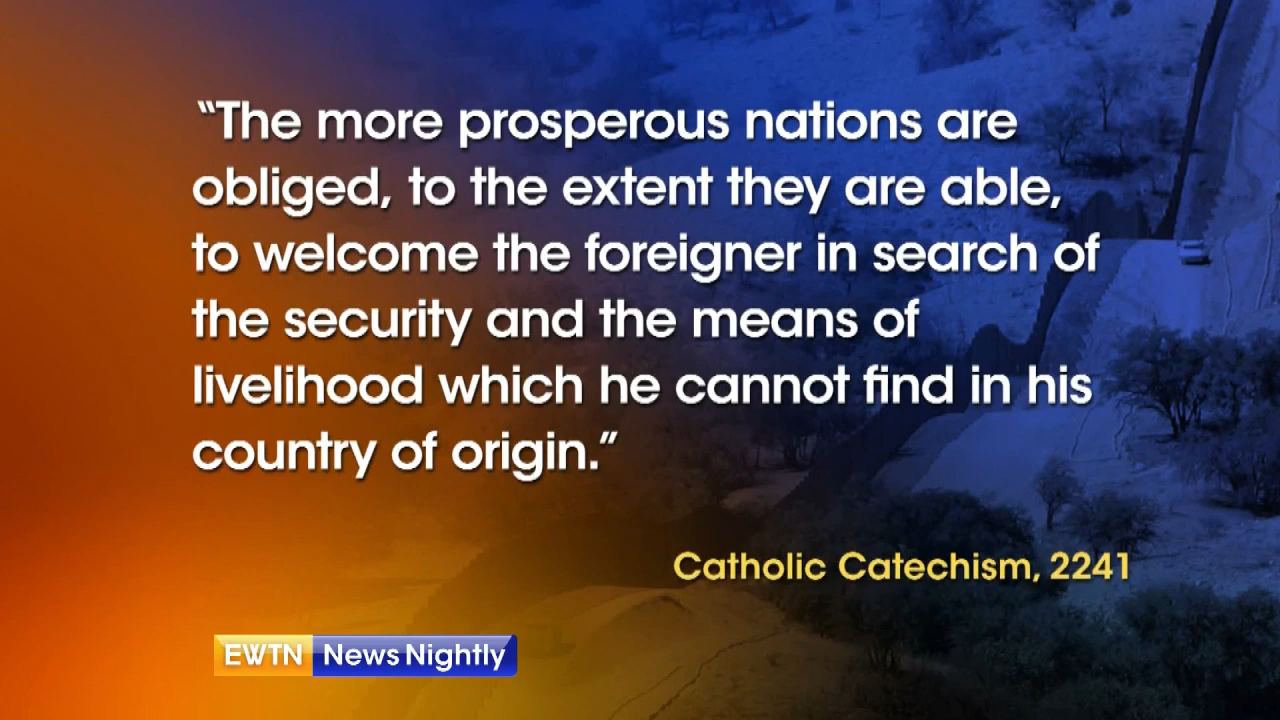 “The more prosperous nations are
obliged, to the extent they are able,
to welcome the foreigner in search of
the security and the means of
livelihood which he cannot find in his
country of origin.”
Catholic Catechism, 2241
EWTN News Nightly